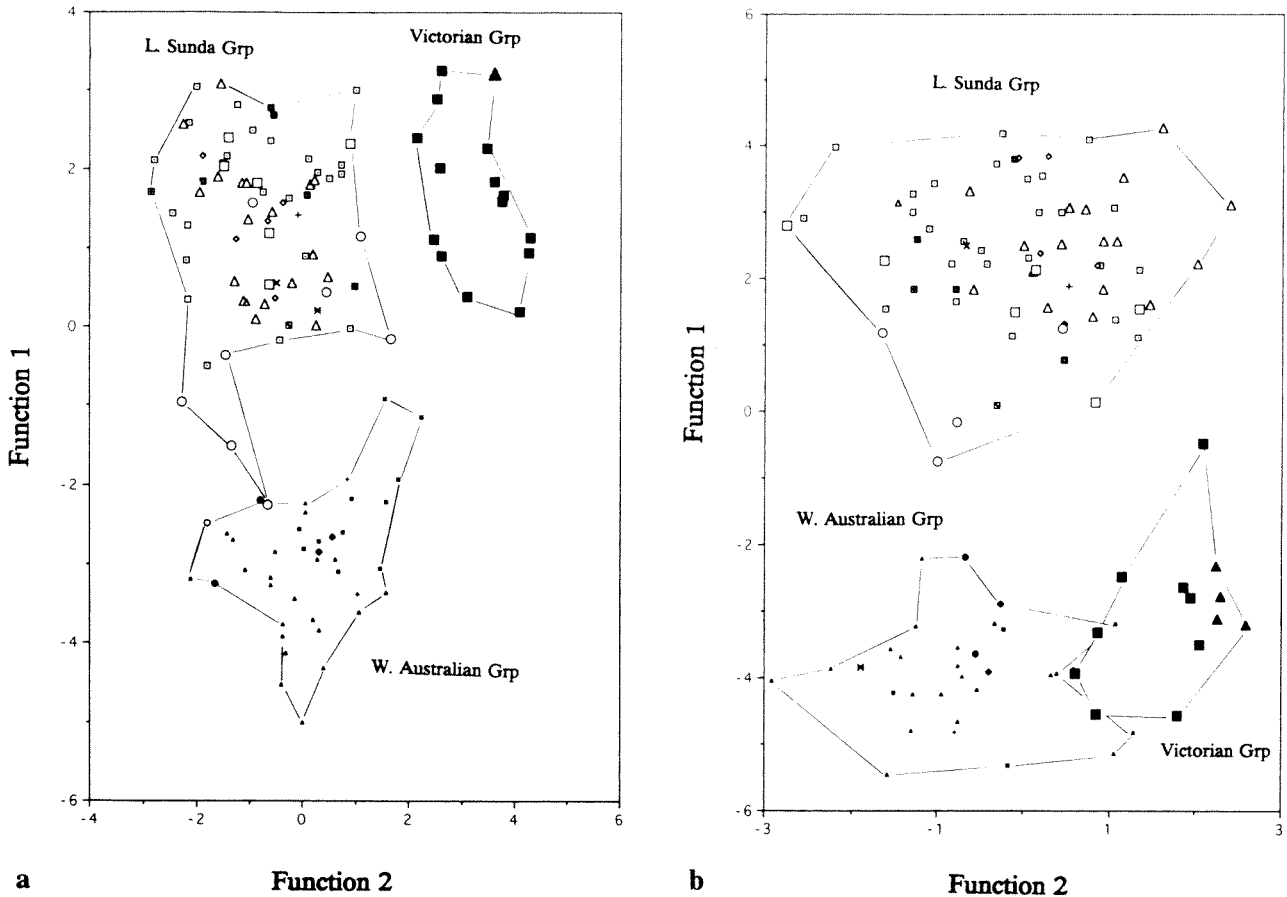 4
2
0
-2
-4
-6
-4
-2
0
2
4
6
L. Sunda Grp
Victorian Grp
W. Australian Grp
Function 1
Function 2
a
6
4
2
0
-2
-4
-6
-3
-1
1
3
L. Sunda Grp
W. Australian Grp
Victorian Grp
Function 1
Function 2
b